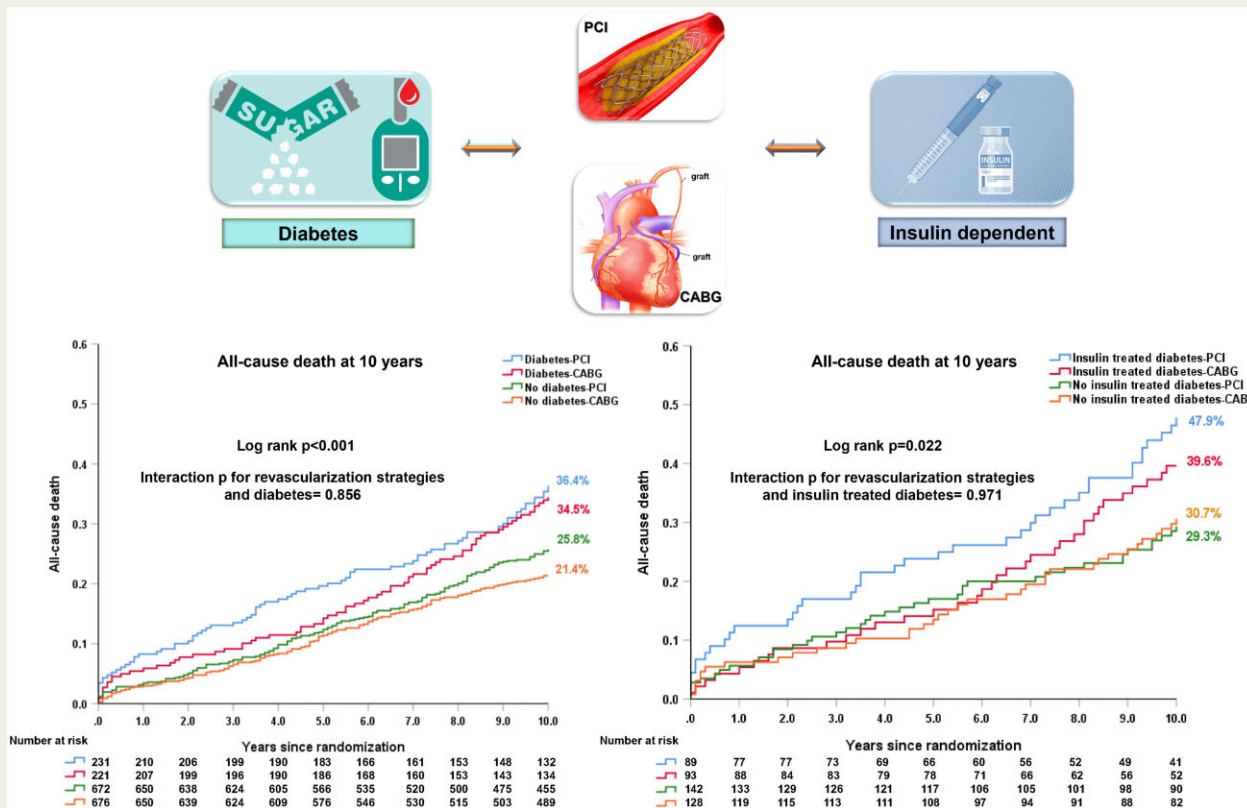 PCI
SUGAR
INSULIN
graft
graft
CABG
Diabetes
Insulin dependent
All-cause death at 10 years
Diabetes-PCI
Diabetes-CABG
No diabetes-PCI
No diabetes-CABG
Log rank p<0.001
Interaction p for revascularization strategies
and diabetes= 0.856
36.4%
34.5%
25.8%
21.4%
All-cause death
0.6
0.5
0.4
0.3
0.2
0.1
0.0
.0 1.0 2.0 3.0 4.0 5.0 6.0 7.0 8.0 9.0 10.0
Years since randomization
Number at risk
231 210 206 199 190 183 166 161 153 148 132
221 207 199 196 190 186 168 160 153 143 134
672 650 638 624 605 566 535 520 500 475 455
676 650 639 624 609 576 546 530 515 503 489
All-cause death at 10 years
Insulin treated diabetes-PCI
Insulin treated diabetes-CABG
No insulin treated diabetes-PCI
No insulin treated diabetes-CAB
47.9%
Log rank p=0.022
39.6%
Interaction p for revascularization strategies
and insulin treated diabetes= 0.971
30.7%
29.3%
All-cause death
0.6
0.5
0.4
0.3
0.2
0.1
0.0
.0 1.0 2.0 3.0 4.0 5.0 6.0 7.0 8.0 9.0 10.0
Years since randomization
89 77 77 73 69 66 60 56 52 49 41
93 88 84 83 79 78 71 66 62 56 52
142 133 129 126 121 117 106 105 101 98 90
128 119 115 113 111 108 97 94 91 88 82